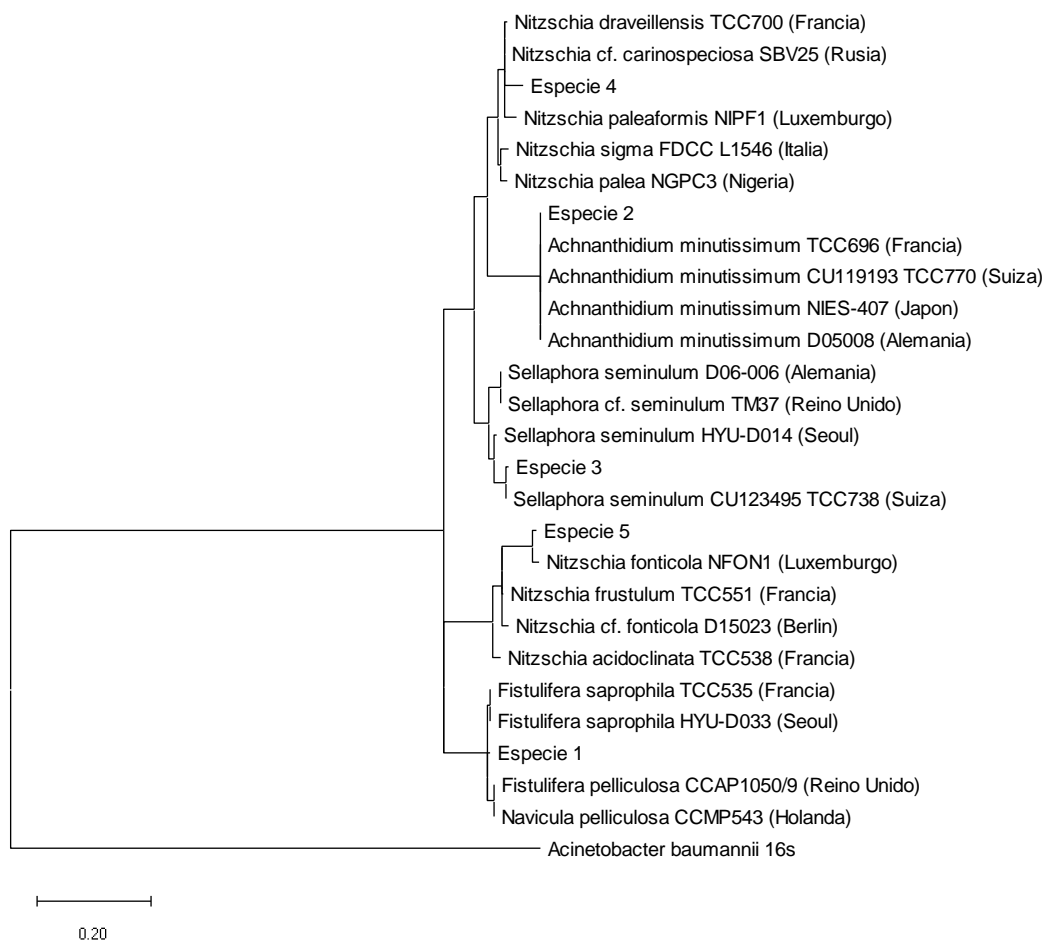 Nitzschia draveillensis TCC700 (Francia)
Nitzschia cf. carinospeciosa SBV25 (Rusia)
Especie 4
Nitzschia paleaformis NIPF1 (Luxemburgo)
Nitzschia sigma FDCC L1546 (Italia)
Nitzschia palea NGPC3 (Nigeria)
Especie 2
Achnanthidium minutissimum TCC696 (Francia)
Achnanthidium minutissimum CU119193 TCC770 (Suiza)
Achnanthidium minutissimum NIES-407 (Japon)
Achnanthidium minutissimum D05008 (Alemania)
Sellaphora seminulum D06-006 (Alemania)
Sellaphora cf. seminulum TM37 (Reino Unido)
Sellaphora seminulum HYU-D014 (Seoul)
Especie 3
Sellaphora seminulum CU123495 TCC738 (Suiza)
Especie 5
Nitzschia fonticola NFON1 (Luxemburgo)
Nitzschia frustulum TCC551 (Francia)
Nitzschia cf. fonticola D15023 (Berlin)
Nitzschia acidoclinata TCC538 (Francia)
Fistulifera saprophila TCC535 (Francia)
Fistulifera saprophila HYU-D033 (Seoul)
Especie 1
Fistulifera pelliculosa CCAP1050/9 (Reino Unido)
Navicula pelliculosa CCMP543 (Holanda)
Acinetobacter baumannii 16s
0.20